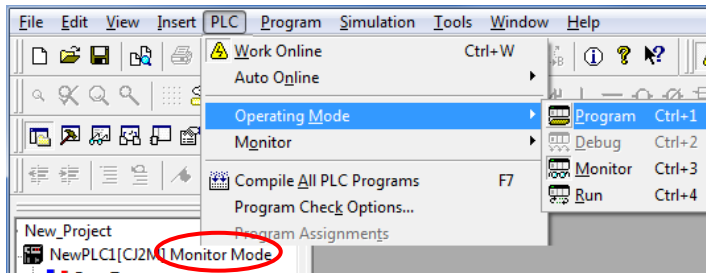 File Edit View Insert PLC Program Simulation Tools Window Help
Work Online Ctrl+W
Auto Online
Operating Mode
Monitor
Compile All PLC Programs F7
Program Check Options...
Program Assignments
Program Ctrl+1
Debug Ctrl+2
Monitor Ctrl+3
Run Ctrl+4
New_Project
NewPLC1[CJ2M] Monitor Mode